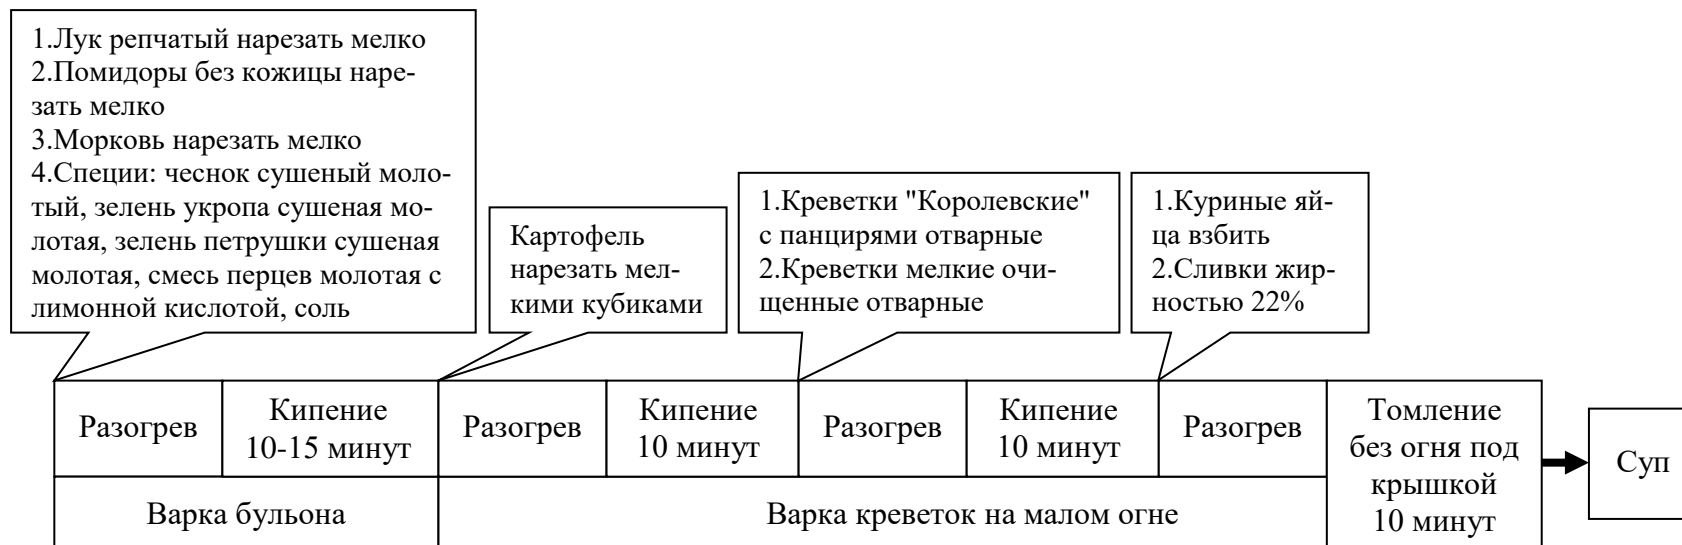 1.Лук репчатый нарезать мелко
2.Помидоры без кожицы наре-
зать мелко
3.Морковь нарезать мелко
4.Специи: чеснок сушеный моло-
тый, зелень укропа сушеная мо-
лотая, зелень петрушки сушеная
молотая, смесь перцев молотая с
лимонной кислотой, соль
Картофель
нарезать мел-
кими кубиками
1.Креветки "Королевские"
с панцирями отварные
2.Креветки мелкие очи-
щенные отварные
1.Куриные яй-
ца взбить
2.Сливки жир-
ностью 22%
Разогрев
Кипение
10-15 минут
Разогрев
Кипение
10 минут
Разогрев
Кипение
10 минут
Разогрев
Томление
без огня под
крышкой
10 минут
Суп
Варка бульона
Варка креветок на малом огне